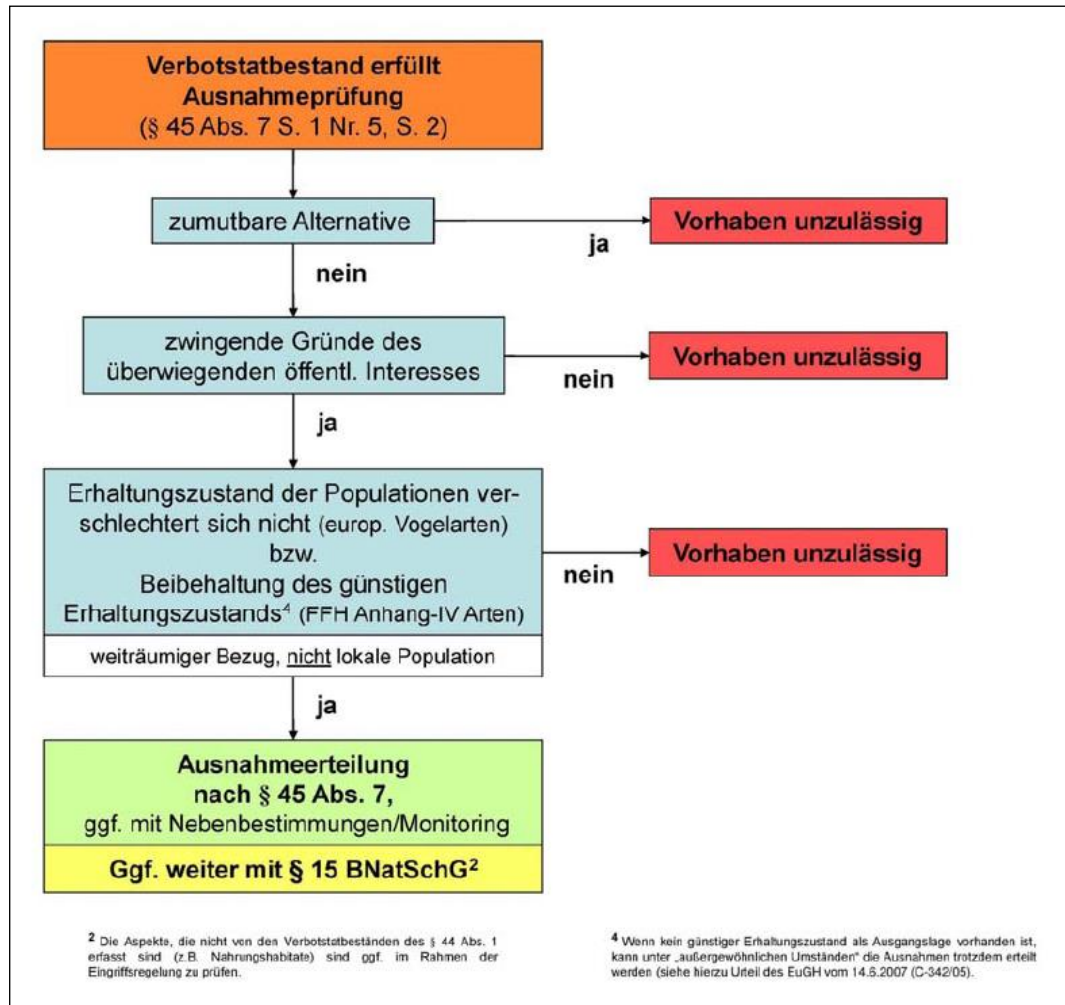 Verbotstatbestand erfüllt
Ausnahmeprüfung
(§ 45 Abs. 7 S. 1 Nr. 5, S. 2)
zumutbare Alternative
ja
Vorhaben unzulässig
nein
zwingende Gründe des
überwiegenden öffentl. Interesses
nein
Vorhaben unzulässig
ja
Erhaltungszustand der Populationen ver-
schlechtert sich nicht (europ. Vogelarten)
bzw.
Beibehaltung des günstigen
Erhaltungszustands⁴ (FFH Anhang-IV Arten)
nein
Vorhaben unzulässig
weiträumiger Bezug, nicht lokale Population
ja
Ausnahmeerteilung
nach § 45 Abs. 7,
ggf. mit Nebenbestimmungen/Monitoring
Ggf. weiter mit § 15 BNatSchG²
² Die Aspekte, die nicht von den Verbotstatbeständen des § 44 Abs. 1
erfasst sind (z.B. Nahrungshabitate) sind ggf. im Rahmen der
Eingriffsregelung zu prüfen.
⁴ Wenn kein günstiger Erhaltungszustand als Ausgangslage vorhanden ist,
kann unter „außergewöhnlichen Umständen" die Ausnahmen trotzdem erteilt
werden (siehe hierzu Urteil des EuGH vom 14.6.2007 (C-342/05).